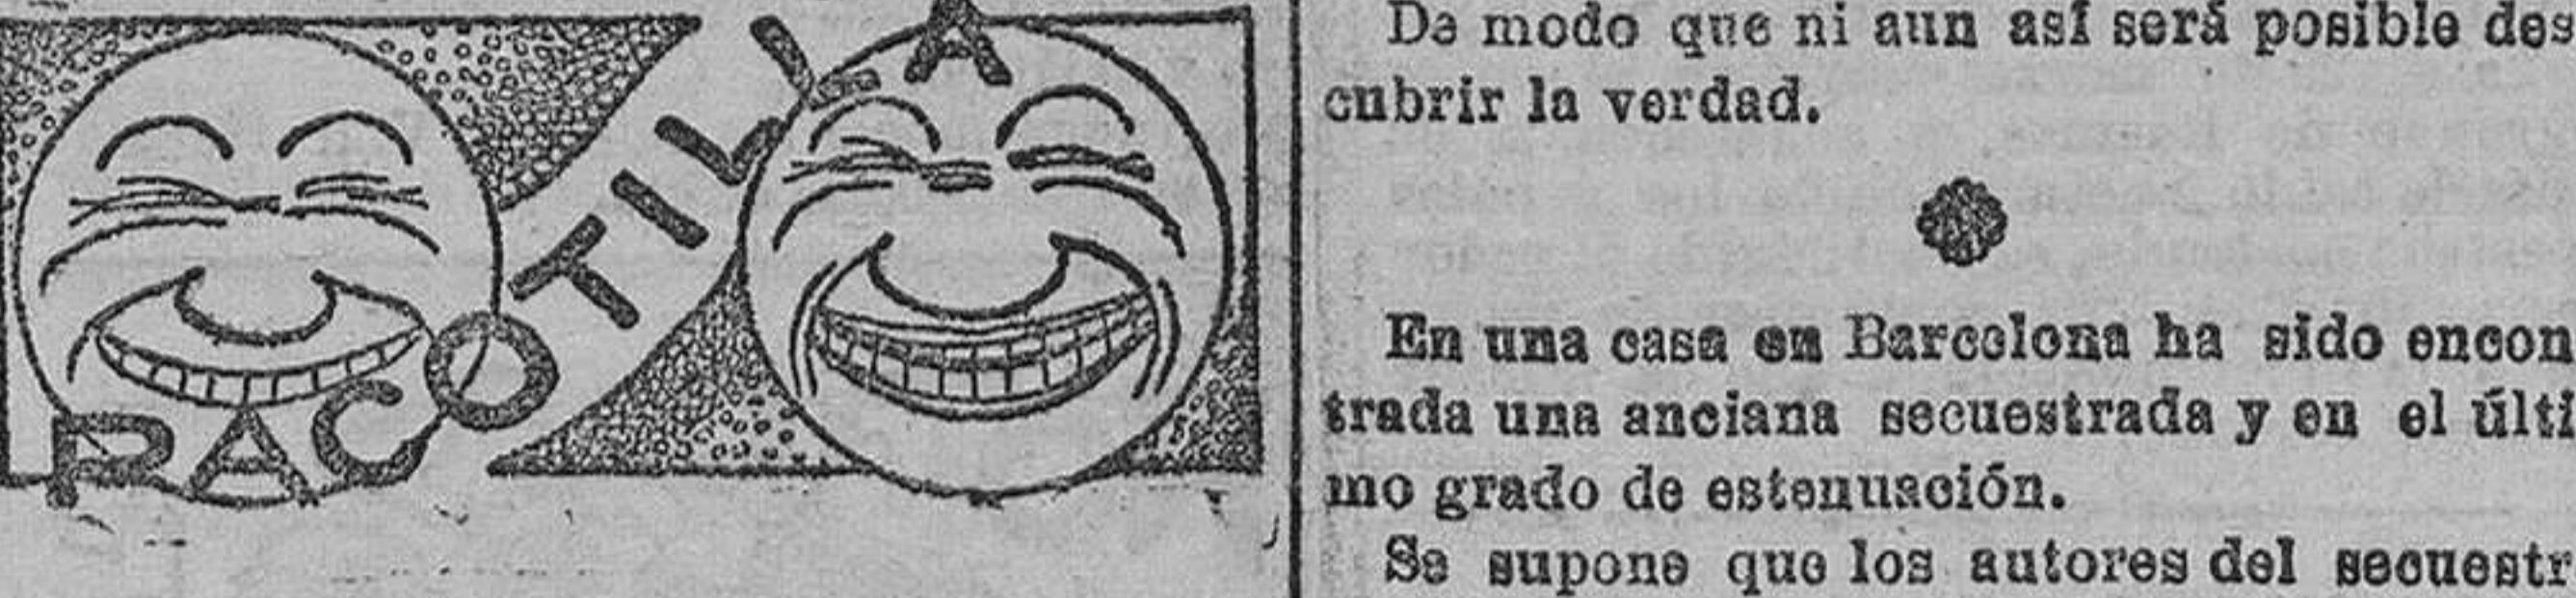 PACOTILLA
De modo que ni aun así será posible des
cubrir la verdad.
En una casa en Barcelona ha sido encon
trada una anciana secuestrada y en el últi
mo grado de estenuación.
Se supone que los autores del secuestr